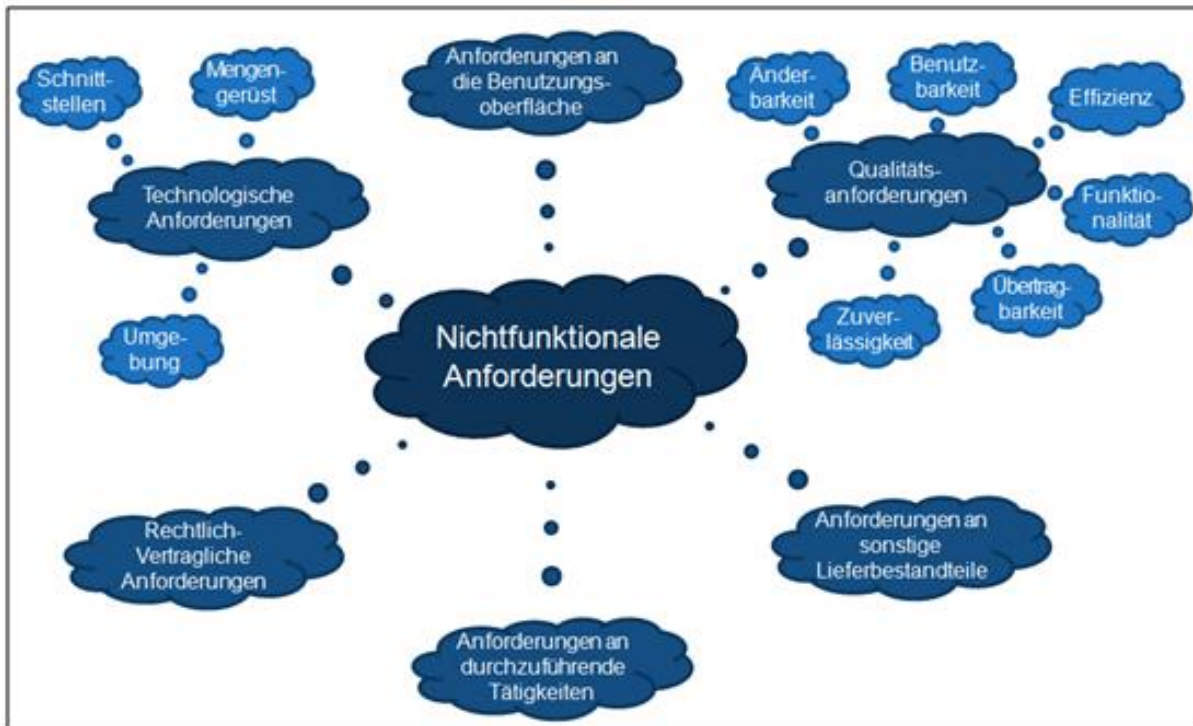 Schnitt-
stellen
Mengen-
gerüst
Anforderungen an
die Benutzungs-
oberfläche
Änder-
barkeit
Benutz-
barkeit
Effizienz
Technologische
Anforderungen
Qualitäts-
anforderungen
Funktio-
nalität
Umge-
bung
Zuver-
lässigkeit
Übertrag-
barkeit
Nichtfunktionale
Anforderungen
Rechtlich-
Vertragliche
Anforderungen
Anforderungen an
sonstige
Lieferbestandteile
Anforderungen an
durchzuführende
Tätigkeiten